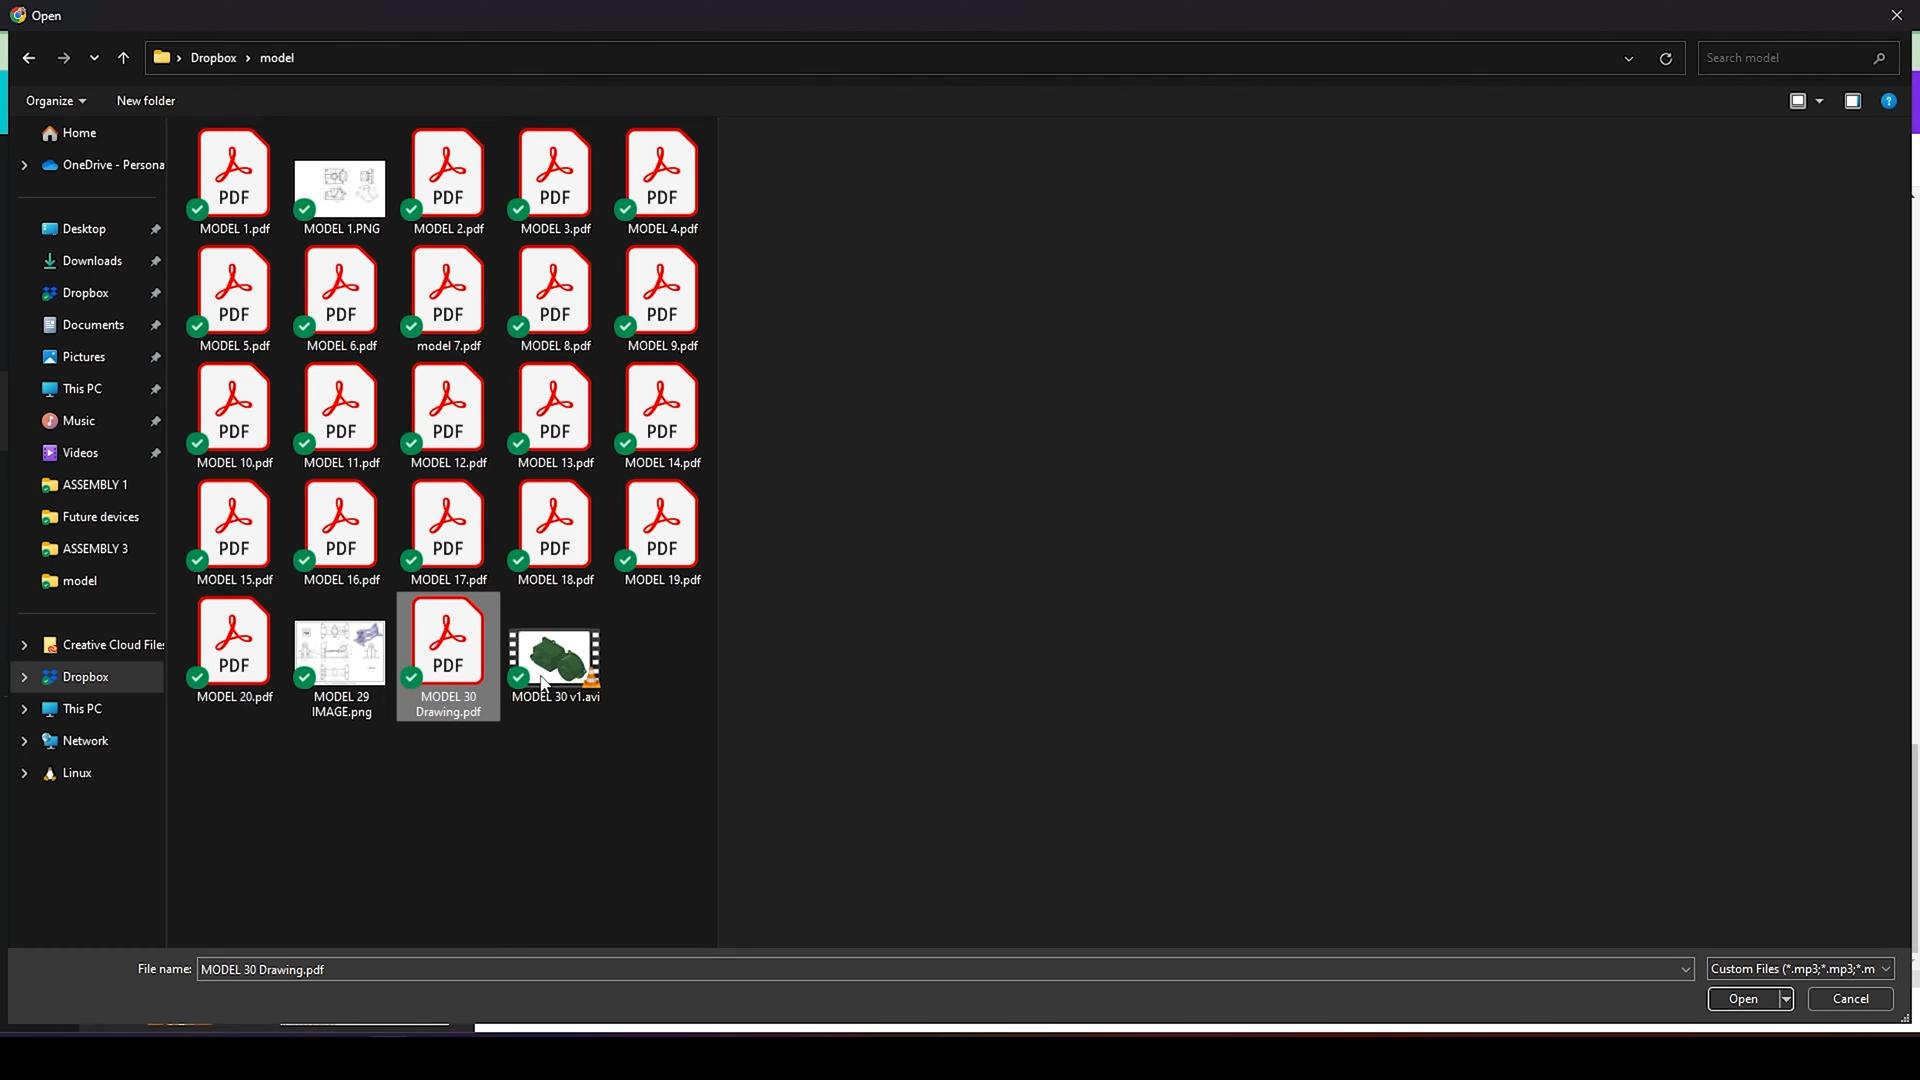 Open
Dropbox
model
Search model
Organize
New folder
Home
OneDrive - Persona
Desktop
Downloads
Dropbox
Documents
Pictures
This PC
Music
Videos
ASSEMBLY 1
Future devices
ASSEMBLY 3
model
Creative Cloud Files
Dropbox
This PC
Network
Linux
PDF PDF PDF PDF
MODEL 1.pdf MODEL 1.PNG MODEL 2.pdf MODEL 3.pdf MODEL 4.pdf
PDF PDF PDF PDF PDF
MODEL 5.pdf MODEL 6.pdf model 7.pdf MODEL 8.pdf MODEL 9.pdf
PDF PDF PDF PDF PDF
MODEL 10.pdf MODEL 11.pdf MODEL 12.pdf MODEL 13.pdf MODEL 14.pdf
PDF PDF PDF PDF PDF
MODEL 15.pdf MODEL 16.pdf MODEL 17.pdf MODEL 18.pdf MODEL 19.pdf
PDF PDF
MODEL 20.pdf MODEL 29 MODEL 30 MODEL 30 v1.avi
IMAGE.png Drawing.pdf
File name: MODEL 30 Drawing.pdf
Custom Files (*.mp3;*.mp3;*.m
Open
Cancel